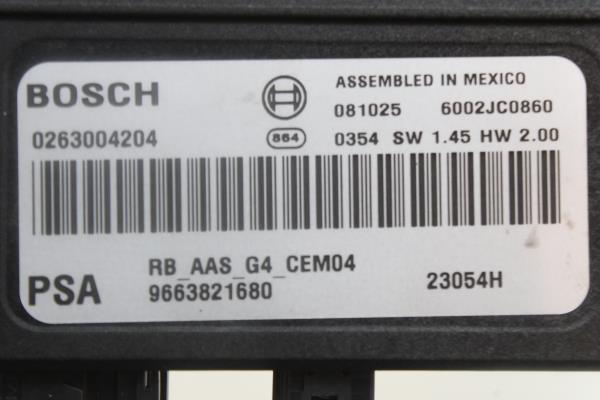 BOSCH
ASSEMBLED IN MEXICO
081025 6002JC0860
0263004204 864 0354 SW 1.45 HW 2.00
RB_AAS_G4_CEM04
PSA 9663821680 23054H